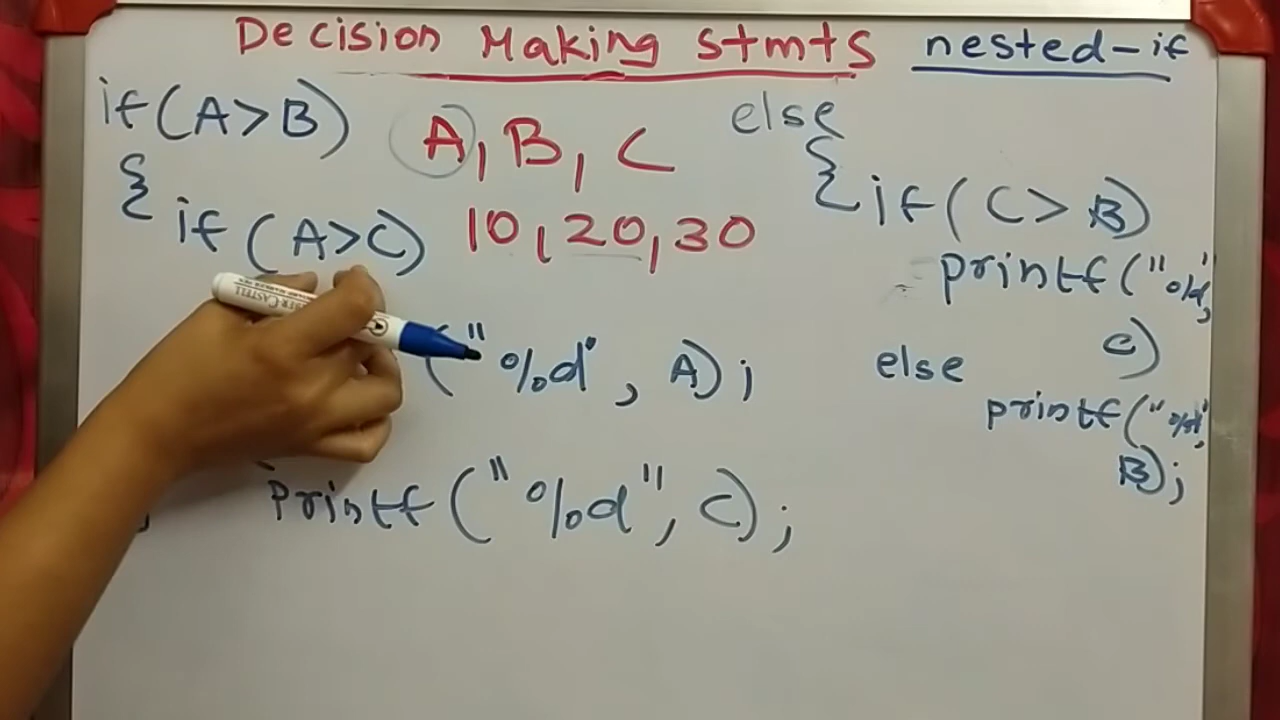 Decision Making Stmts nested-if
if(A>B)
{
if(A>C)
("%d", A);
printf("%d", C);
A, B, C
10, 20, 30
else
{
if(C>B)
printf("%d",
C)
else
printf("%d",
B);